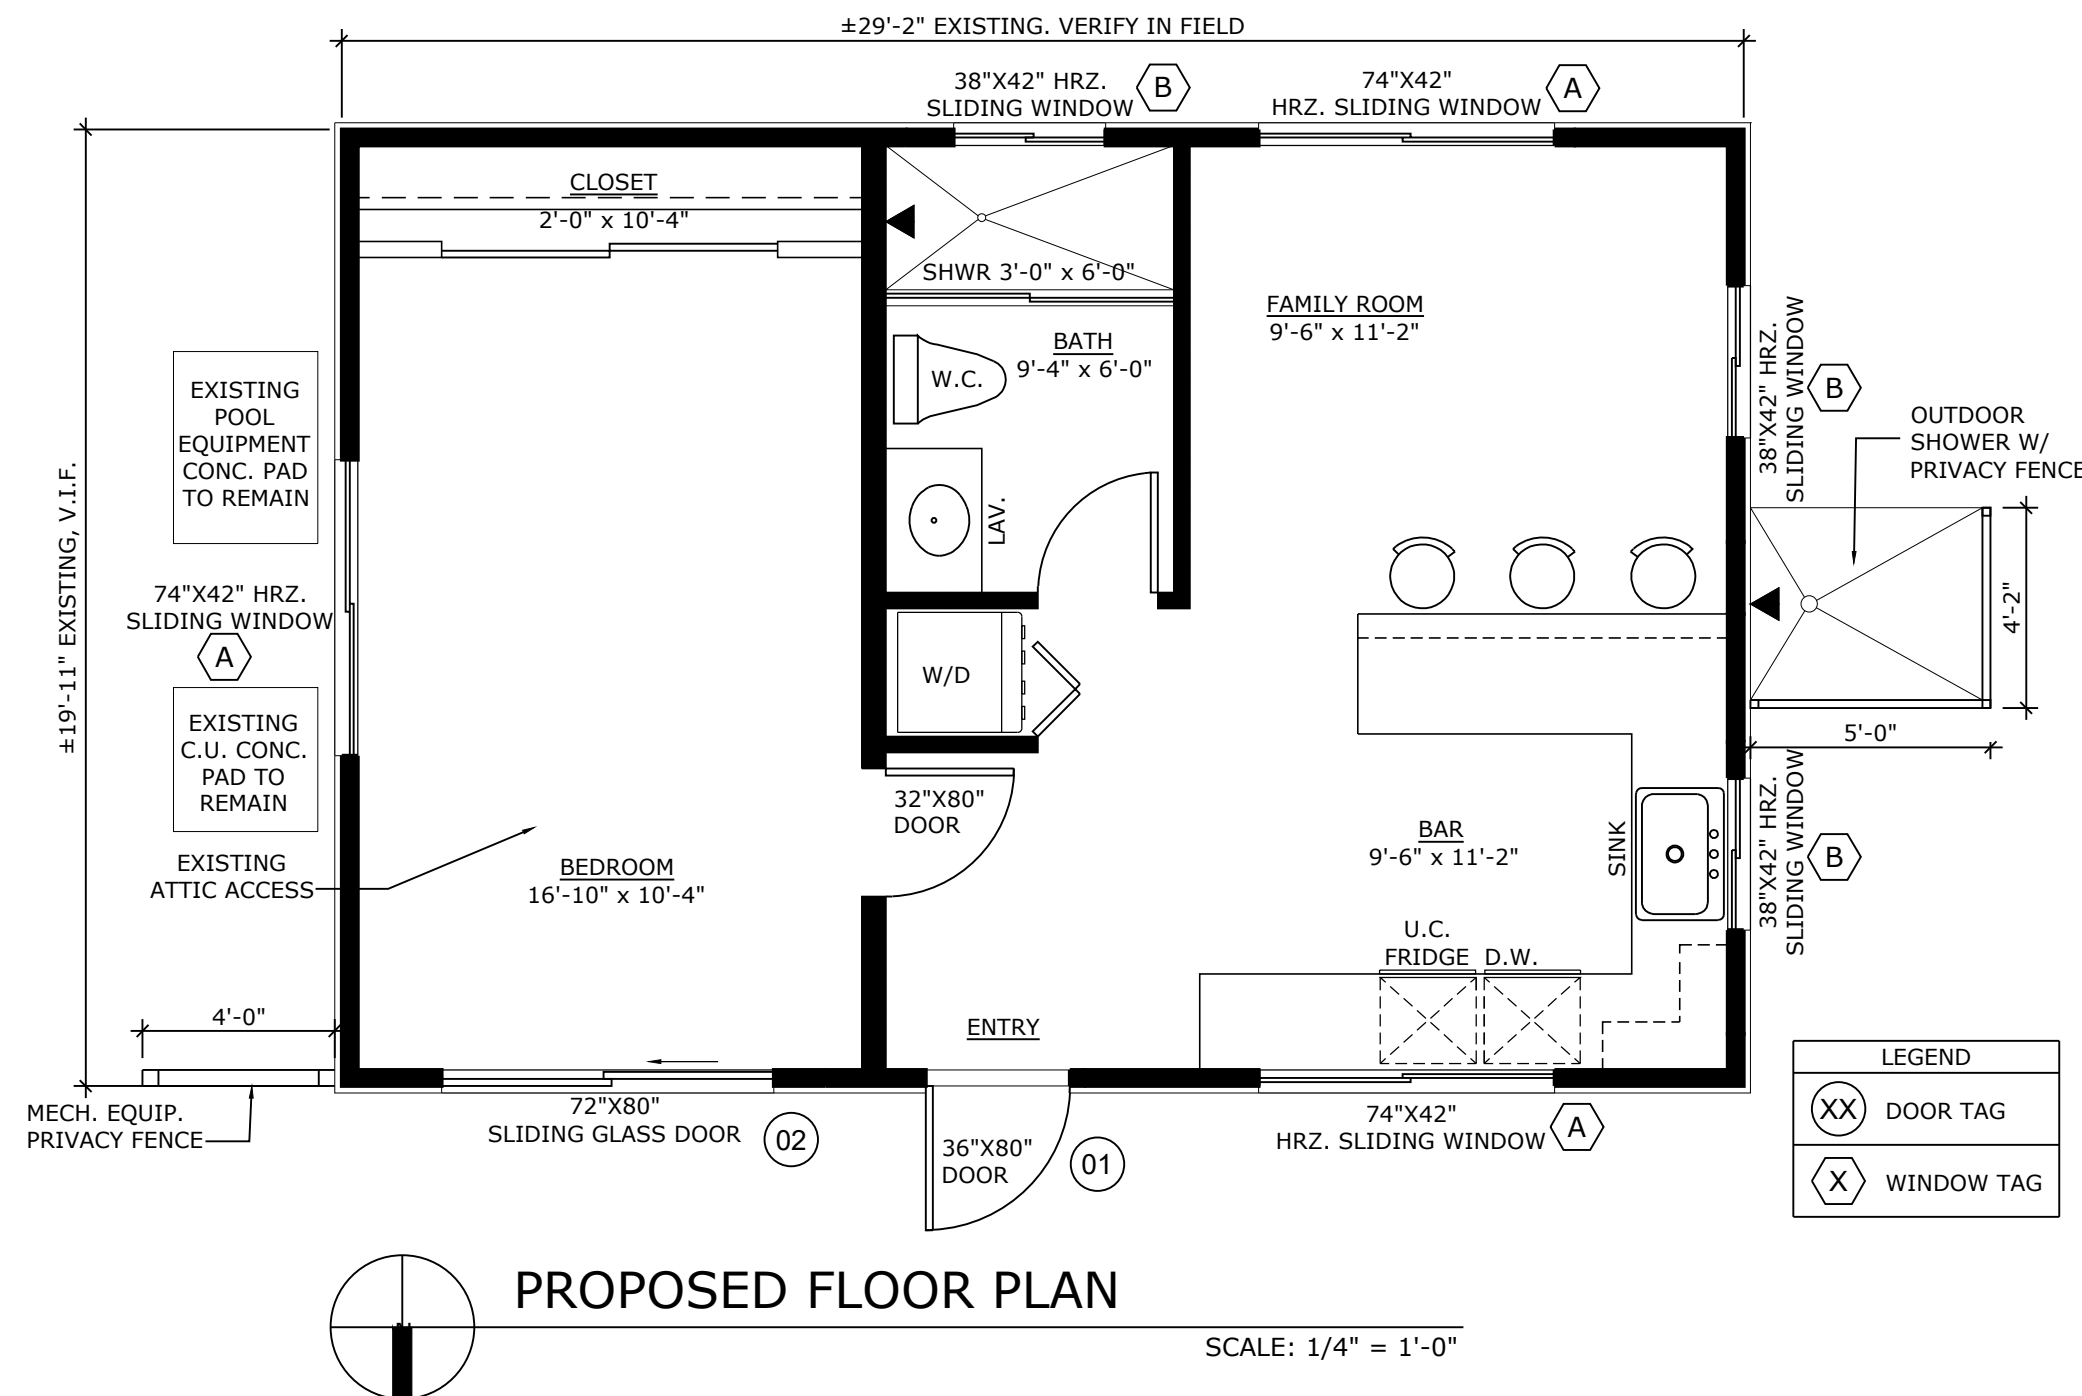 ±29'-2" EXISTING. VERIFY IN FIELD
38"X42" HRZ.
SLIDING WINDOW
B
74"X42"
HRZ. SLIDING WINDOW
A
CLOSET
2'-0" x 10'-4"
SHWR 3'-0" x 6'-0"
FAMILY ROOM
9'-6" x 11'-2"
BATH
9'-4" x 6'-0"
W.C.
LAV.
EXISTING
POOL
EQUIPMENT
CONC. PAD
TO REMAIN
38"X42" HRZ.
SLIDING WINDOW
B
OUTDOOR
SHOWER W/
PRIVACY FENCE
±19'-11" EXISTING, V.I.F.
74"X42" HRZ.
SLIDING WINDOW
A
4'-2"
5'-0"
W/D
EXISTING
C.U. CONC.
PAD TO
REMAIN
32"X80"
DOOR
BAR
9'-6" x 11'-2"
SINK
38"X42" HRZ.
SLIDING WINDOW
B
EXISTING
ATTIC ACCESS
BEDROOM
16'-10" x 10'-4"
U.C.
FRIDGE
D.W.
4'-0"
ENTRY
MECH. EQUIP.
PRIVACY FENCE
72"X80"
SLIDING GLASS DOOR
02
36"X80"
DOOR
01
74"X42"
HRZ. SLIDING WINDOW
A
LEGEND
XX DOOR TAG
X WINDOW TAG
PROPOSED FLOOR PLAN
SCALE: 1/4" = 1'-0"